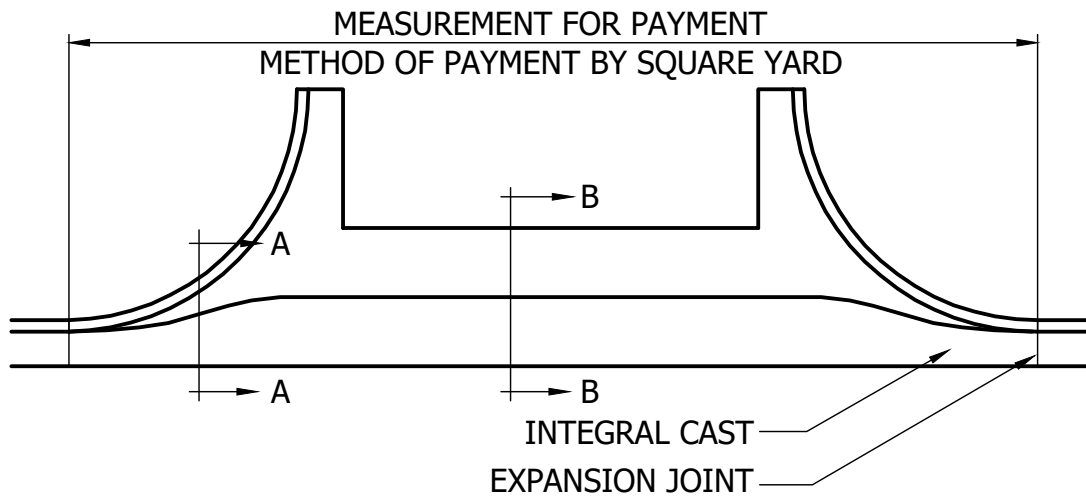 MEASUREMENT FOR PAYMENT
METHOD OF PAYMENT BY SQUARE YARD
B
A
A
B
INTEGRAL CAST
EXPANSION JOINT